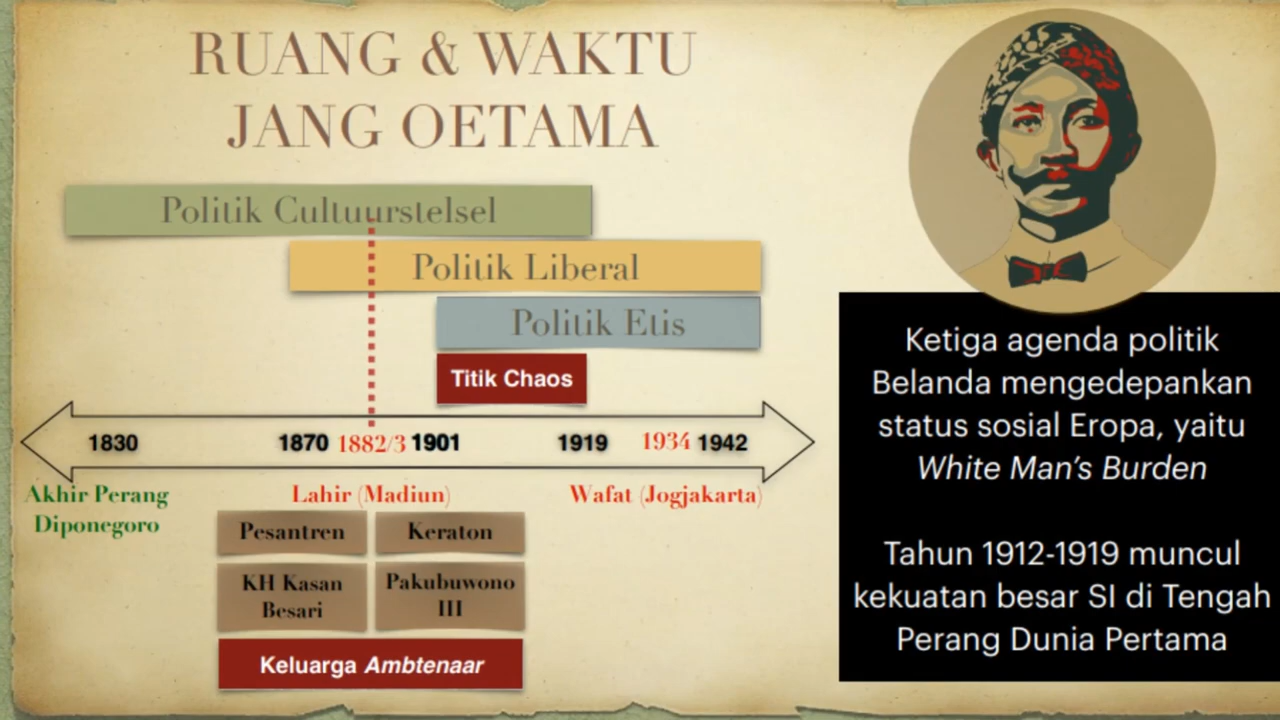 RUANG & WAKTU
JANG OETAMA
Politik Cultuurstelsel
Politik Liberal
Politik Etis
Titik Chaos
1830
1870
1882/3
1901
1919
1934
1942
Akhir Perang
Diponegoro
Lahir (Madiun)
Wafat (Jogjakarta)
Pesantren
Keraton
KH Kasan
Besari
Pakubuwono
III
Keluarga Ambtenaar
Ketiga agenda politik
Belanda mengedepankan
status sosial Eropa, yaitu
White Man's Burden
Tahun 1912-1919 muncul
kekuatan besar SI di Tengah
Perang Dunia Pertama